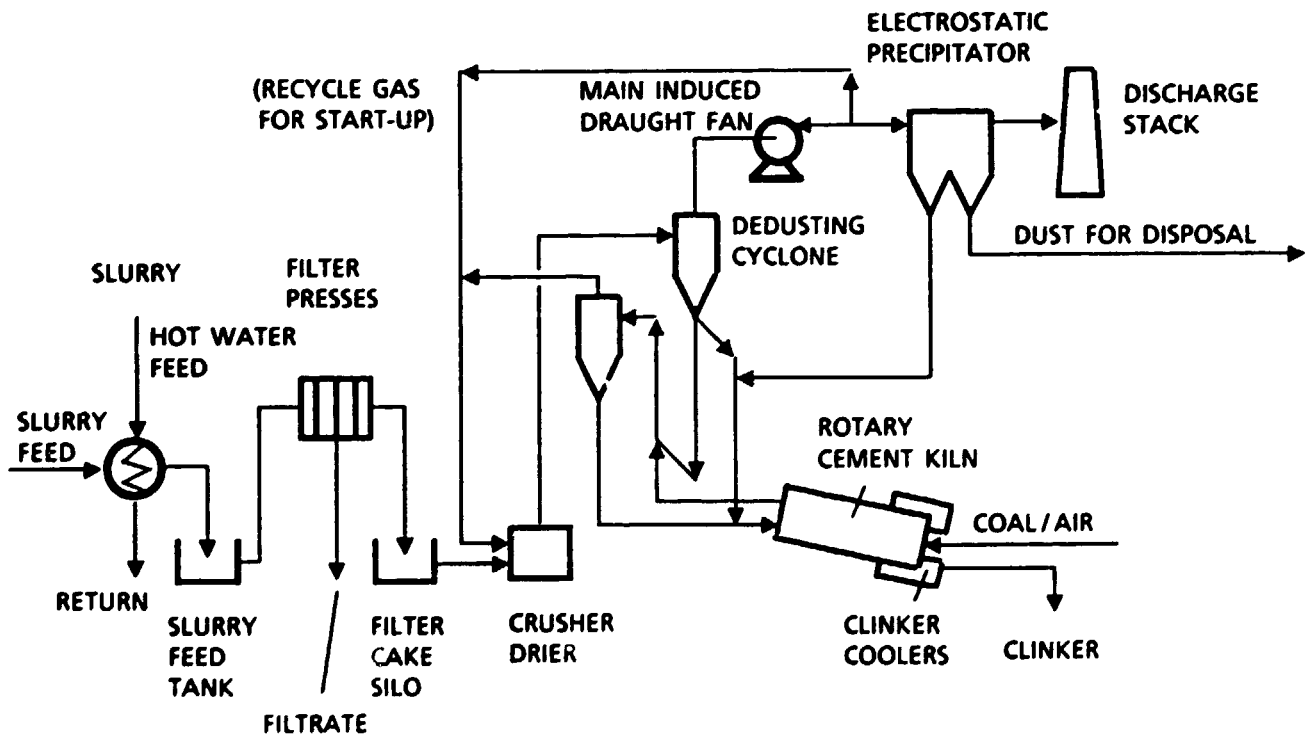 ELECTROSTATIC
PRECIPITATOR
(RECYCLE GAS
FOR START-UP)
MAIN INDUCED
DRAUGHT FAN
DISCHARGE
STACK
DEDUSTING
CYCLONE
DUST FOR DISPOSAL
SLURRY
FILTER
PRESSES
HOT WATER
FEED
SLURRY
FEED
ROTARY
CEMENT KILN
COAL/AIR
RETURN
SLURRY
FEED
TANK
FILTER
CAKE
SILO
CRUSHER
DRIER
CLINKER
COOLERS
CLINKER
FILTRATE